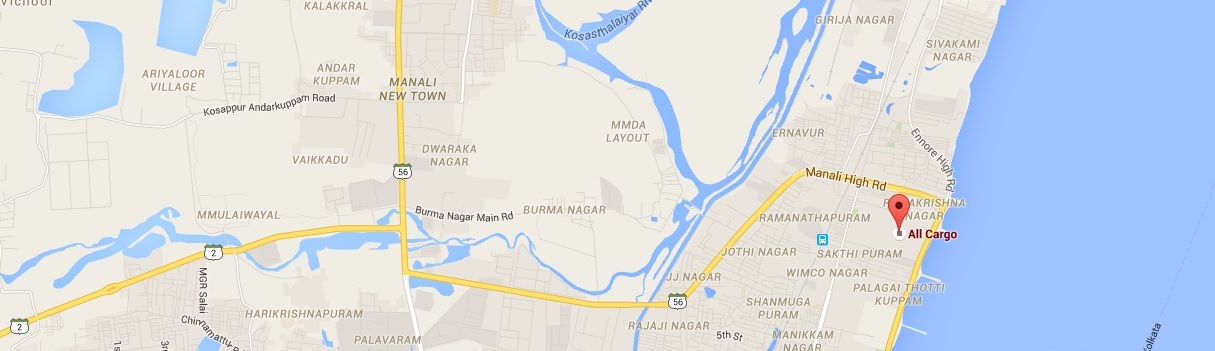 Vichoor
KALAKKRAL
Kosasthalaiyar Riv
GIRIJA NAGAR
SIVAKAMI
NAGAR
ARIYALOOR
VILLAGE
ANDAR
KUPPAM
MANALI
NEW TOWN
Kosappur Andarkuppam Road
MMDA
LAYOUT
ERNAVUR
Ennore High Rd
VAIKKADU
DWARAKA
NAGAR
56
Manali High Rd
MMULAIWAYAL
Burma Nagar Main Rd
BURMA NAGAR
RAMANATHAPURAM
NAGAR
All Cargo
2
JOTHI NAGAR
SAKTHI PURAM
MGR Salai
JJ NAGAR
WIMCO NAGAR
PALAGAI THOTTI
KUPPAM
56
HARIKRISHNAPURAM
SHANMUGA
PURAM
2
RAJAJI NAGAR
5th St
MANIKKAM
NAGAR
PALAVARAM
Kolkata